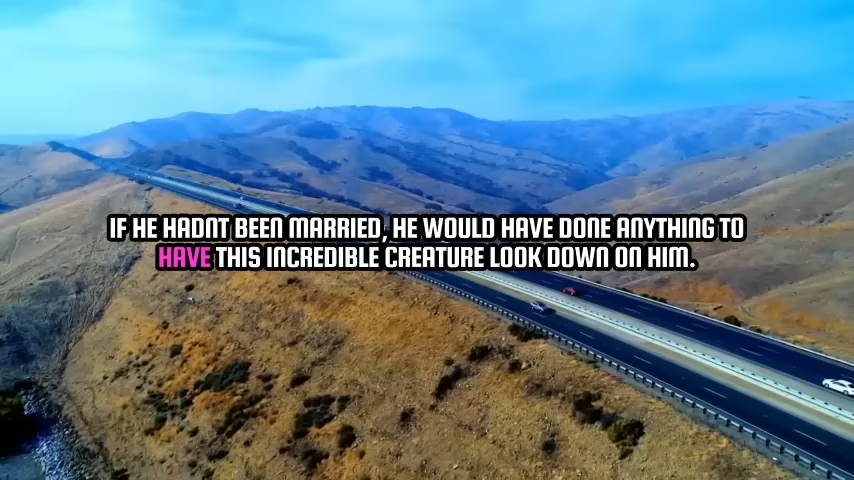 IF HE HADNT BEEN MARRIED, HE WOULD HAVE DONE ANYTHING TO
HAVE THIS INCREDIBLE CREATURE LOOK DOWN ON HIM.